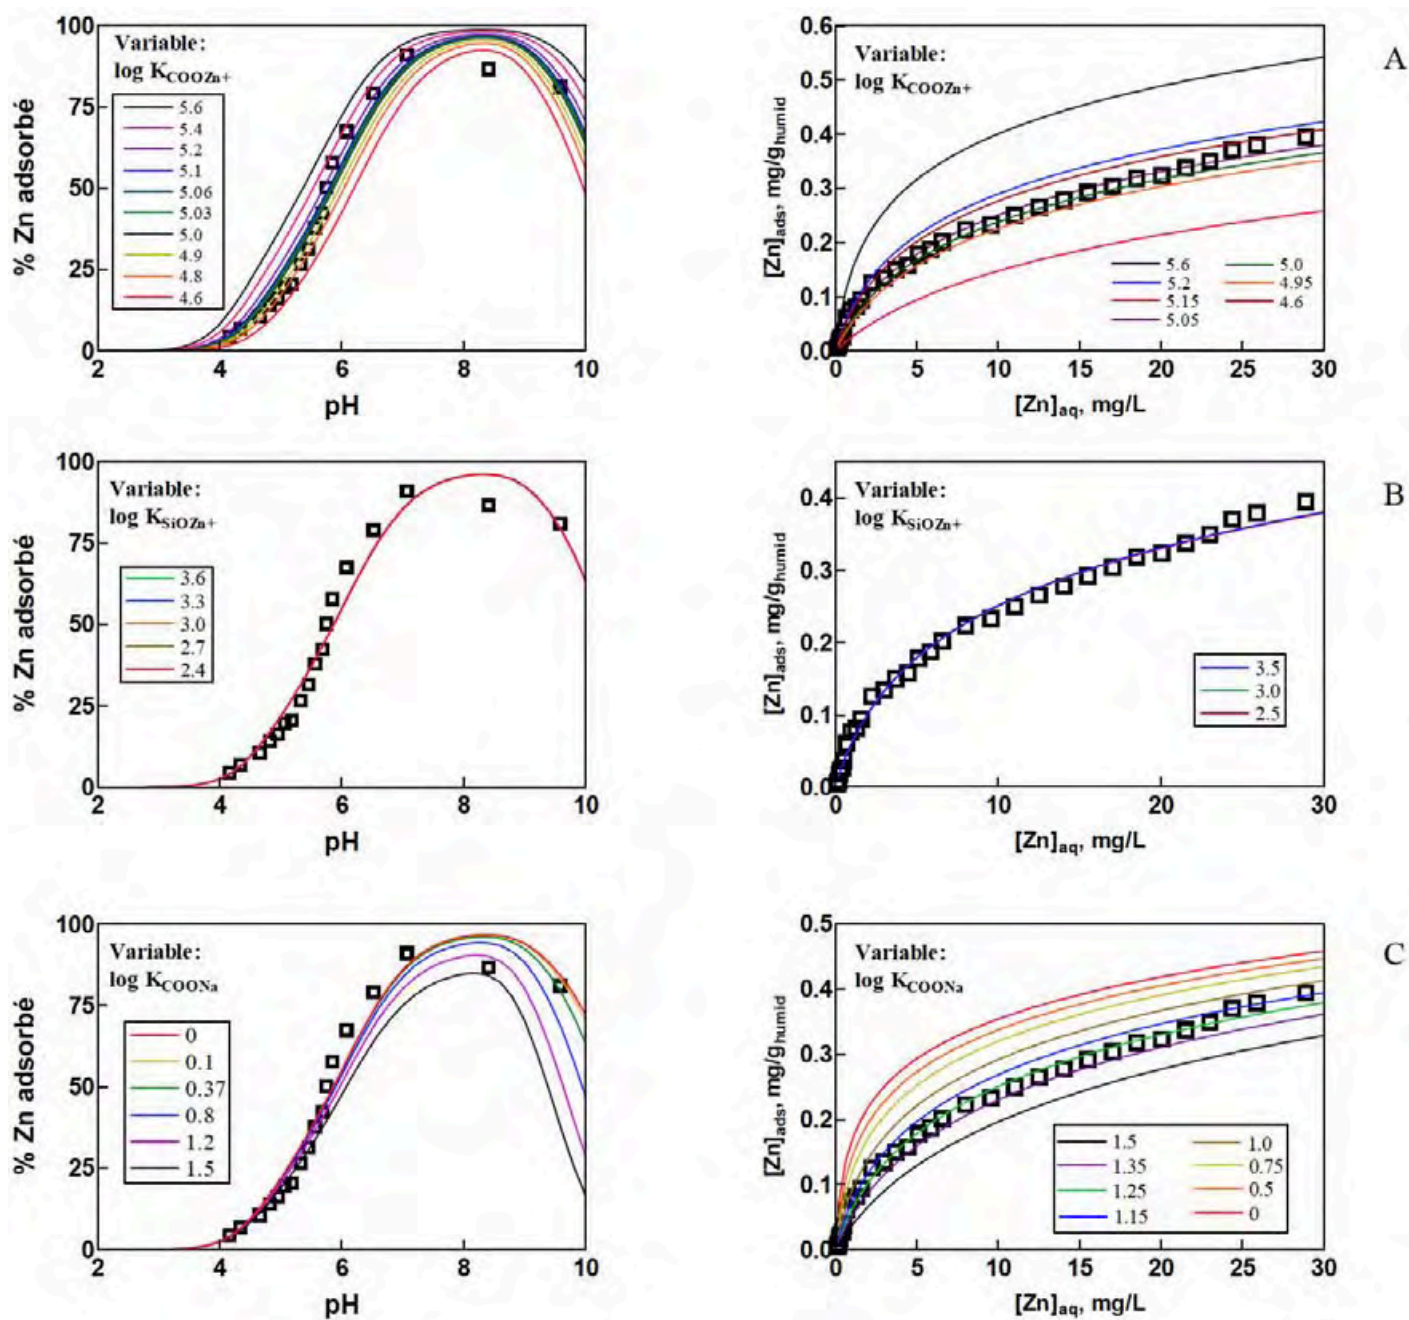 100
75
50
25
0
% Zn adsorbé
Variable:
log K_COOZn+
5.6
5.4
5.2
5.1
5.06
5.03
5.0
4.9
4.8
4.6
2 4 6 8 10
pH
0.6
0.5
0.4
0.3
0.2
0.1
0.0
[Zn]ads, mg/g_humid
Variable:
log K_COOZn+
5.6 5.0
5.2 4.95
5.15 4.6
5.05
0 5 10 15 20 25 30
[Zn]aq, mg/L
A
100
75
50
25
0
% Zn adsorbé
Variable:
log K_SiOZn+
3.6
3.3
3.0
2.7
2.4
2 4 6 8 10
pH
0.4
0.3
0.2
0.1
0.0
[Zn]ads, mg/g_humid
Variable:
log K_SiOZn+
3.5
3.0
2.5
0 10 20 30
[Zn]aq, mg/L
B
100
75
50
25
0
% Zn adsorbé
Variable:
log K_COONa
0
0.1
0.37
0.8
1.2
1.5
2 4 6 8 10
pH
0.5
0.4
0.3
0.2
0.1
0.0
[Zn]ads, mg/g_humid
Variable:
log K_COONa
1.5 1.0
1.35 0.75
1.25 0.5
1.15 0
0 5 10 15 20 25 30
[Zn]aq, mg/L
C